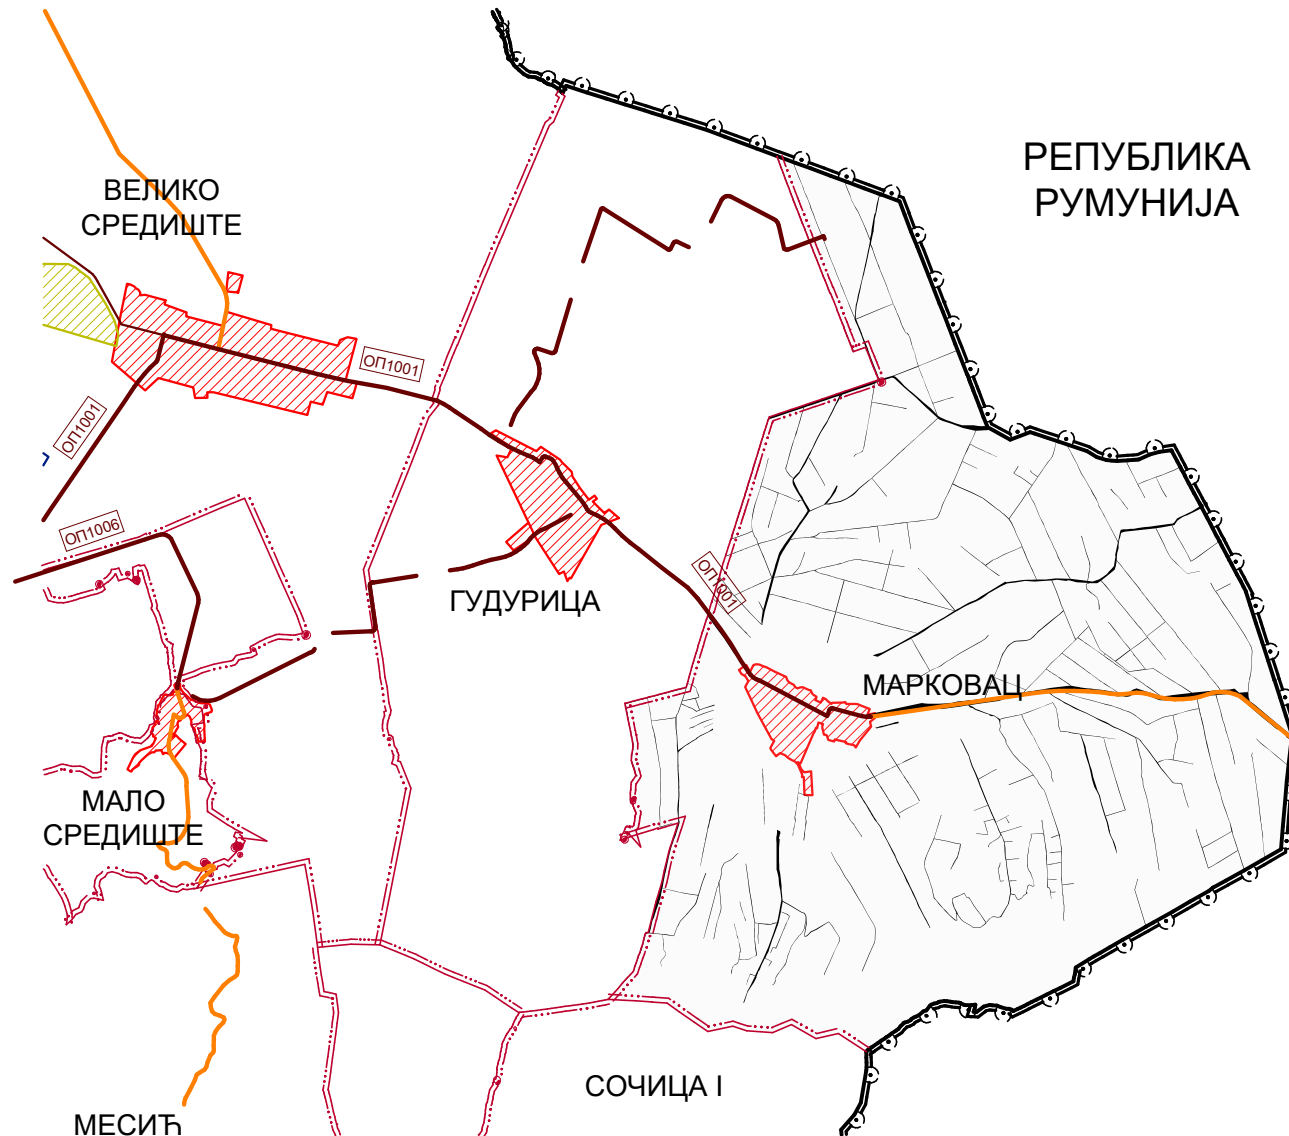 РЕПУБЛИКА
РУМУНИЈА
ВЕЛИКО
СРЕДИШТЕ
ОП1001
ОП1001
ОП1006
ОП1001
ГУДУРИЦА
МАРКОВАЦ
МАЛО
СРЕДИШТЕ
СОЧИЦА I
МЕСИЋ